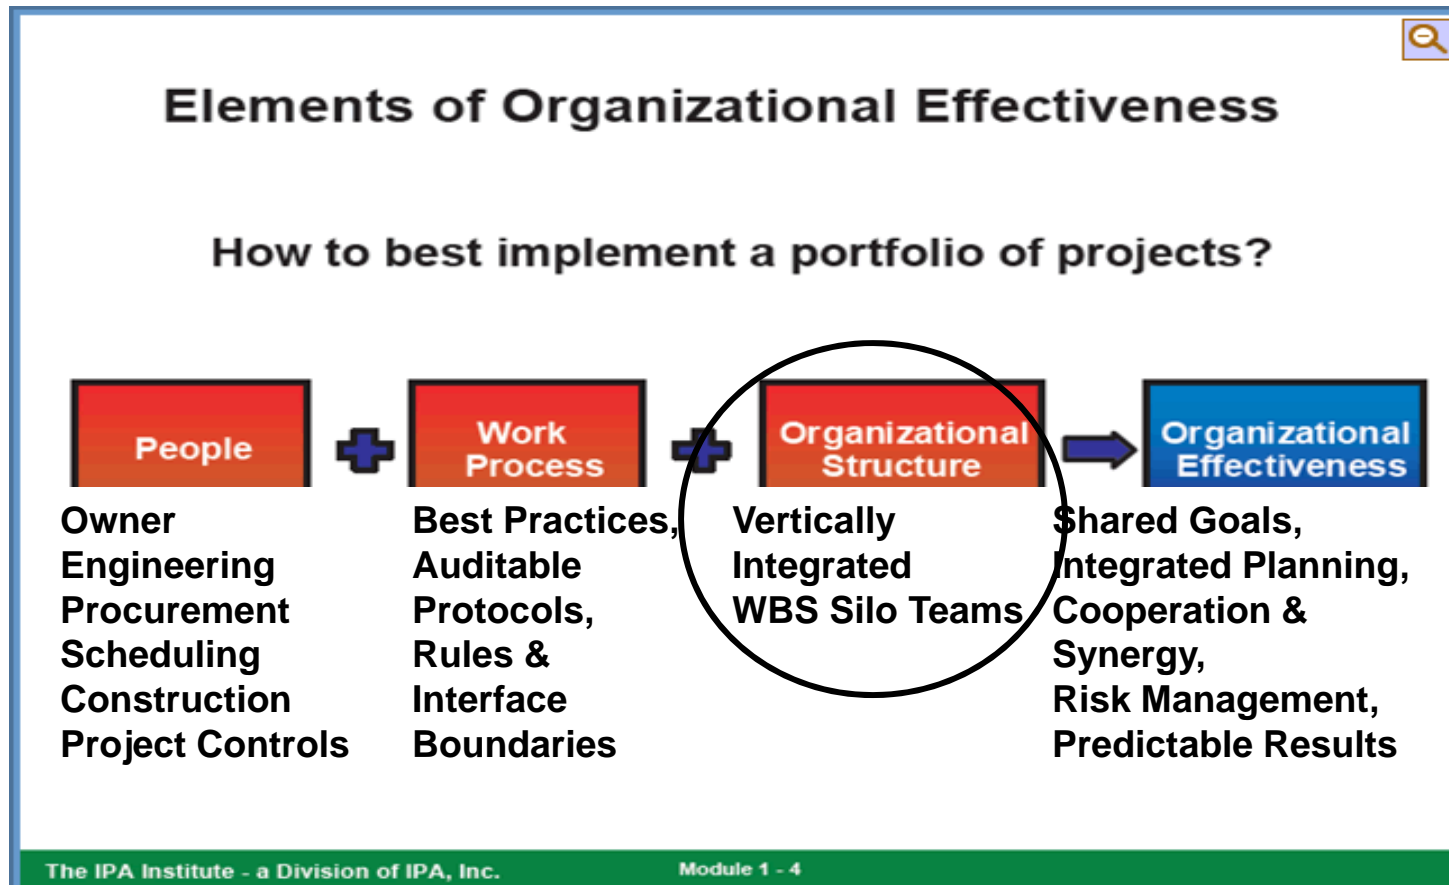 Elements of Organizational Effectiveness
How to best implement a portfolio of projects?
People
Work
Process
Organizational
Structure
Organizational
Effectiveness
Owner
Engineering
Procurement
Scheduling
Construction
Project Controls
Best Practices,
Auditable
Protocols,
Rules &
Interface
Boundaries
Vertically
Integrated
WBS Silo Teams
Shared Goals,
Integrated Planning,
Cooperation &
Synergy,
Risk Management,
Predictable Results
The IPA Institute - a Division of IPA, Inc.
Module 1 - 4